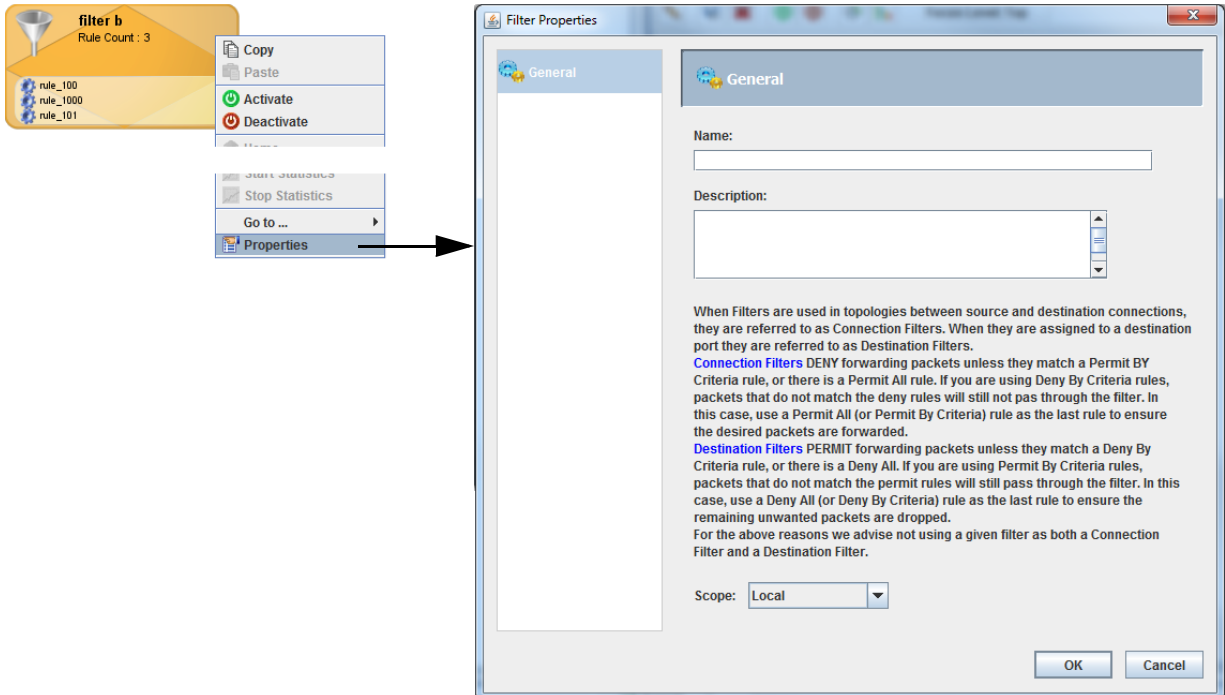 filter b
Rule Count : 3
rule_100
rule_1000
rule_101
Copy
Paste
Activate
Deactivate
Home
Start Statistics
Stop Statistics
Go to ...
Properties
Filter Properties
General
General
Name:
Description:
When Filters are used in topologies between source and destination connections,
they are referred to as Connection Filters. When they are assigned to a destination
port they are referred to as Destination Filters.
Connection Filters DENY forwarding packets unless they match a Permit BY
Criteria rule, or there is a Permit All rule. If you are using Deny By Criteria rules,
packets that do not match the deny rules will still not pas through the filter. In
this case, use a Permit All (or Permit By Criteria) rule as the last rule to ensure
the desired packets are forwarded.
Destination Filters PERMIT forwarding packets unless they match a Deny By
Criteria rule, or there is a Deny All. If you are using Permit By Criteria rules,
packets that do not match the permit rules will still pass through the filter. In this
case, use a Deny All (or Deny By Criteria) rule as the last rule to ensure the
remaining unwanted packets are dropped.
For the above reasons we advise not using a given filter as both a Connection
Filter and a Destination Filter.
Scope: Local
OK Cancel